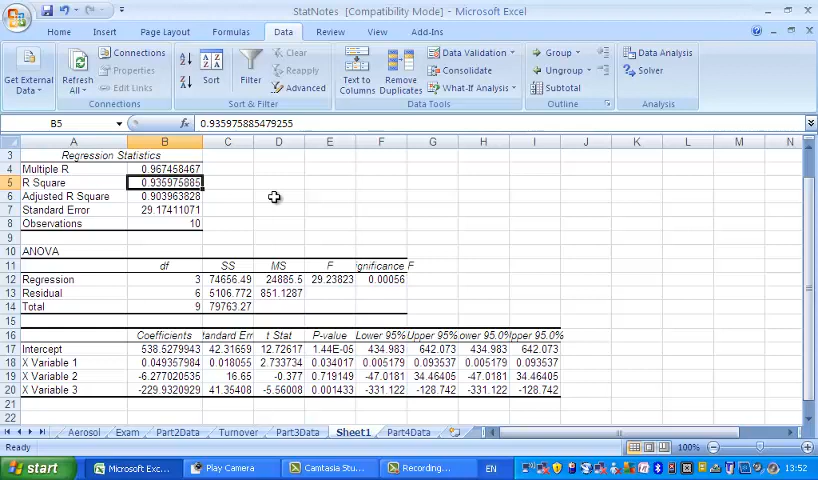 StatNotes [Compatibility Mode] - Microsoft Excel
Home Insert Page Layout Formulas Data Review View Add-Ins
Get External Data Refresh All Connections Properties Edit Links Sort Filter Clear Reapply Advanced Text to Columns Remove Duplicates Data Validation Consolidate What-If Analysis Group Ungroup Subtotal Data Analysis Solver
Connections Sort & Filter Data Tools Outline Analysis
B5 fx 0.935975885479255
A B C D E F G H I J K L M N
3 Regression Statistics
4 Multiple R 0.967458467
5 R Square 0.935975885
6 Adjusted R Square 0.903963828
7 Standard Error 29.17411071
8 Observations 10
9
10 ANOVA
11 df SS MS F ignificance F
12 Regression 3 74656.49 24885.5 29.23823 0.00056
13 Residual 6 5106.772 851.1287
14 Total 9 79763.27
15
16 Coefficients tandard Err t Stat P-value Lower 95% Upper 95% ower 95.0% lpper 95.0%
17 Intercept 538.5279943 42.31659 12.72617 1.44E-05 434.983 642.073 434.983 642.073
18 X Variable 1 0.049357984 0.018055 2.733734 0.034017 0.005179 0.093537 0.005179 0.093537
19 X Variable 2 -6.277020535 16.65 -0.377 0.719149 -47.0181 34.46405 -47.0181 34.46405
20 X Variable 3 -229.9320929 41.35408 -5.56008 0.001433 -331.122 -128.742 -331.122 -128.742
21
22
Aerosol Exam Part2Data Turnover Part3Data Sheet1 Part4Data
Ready 100%
start Microsoft Exc... Play Camera Camtasia Stu... Recording... EN 13:52